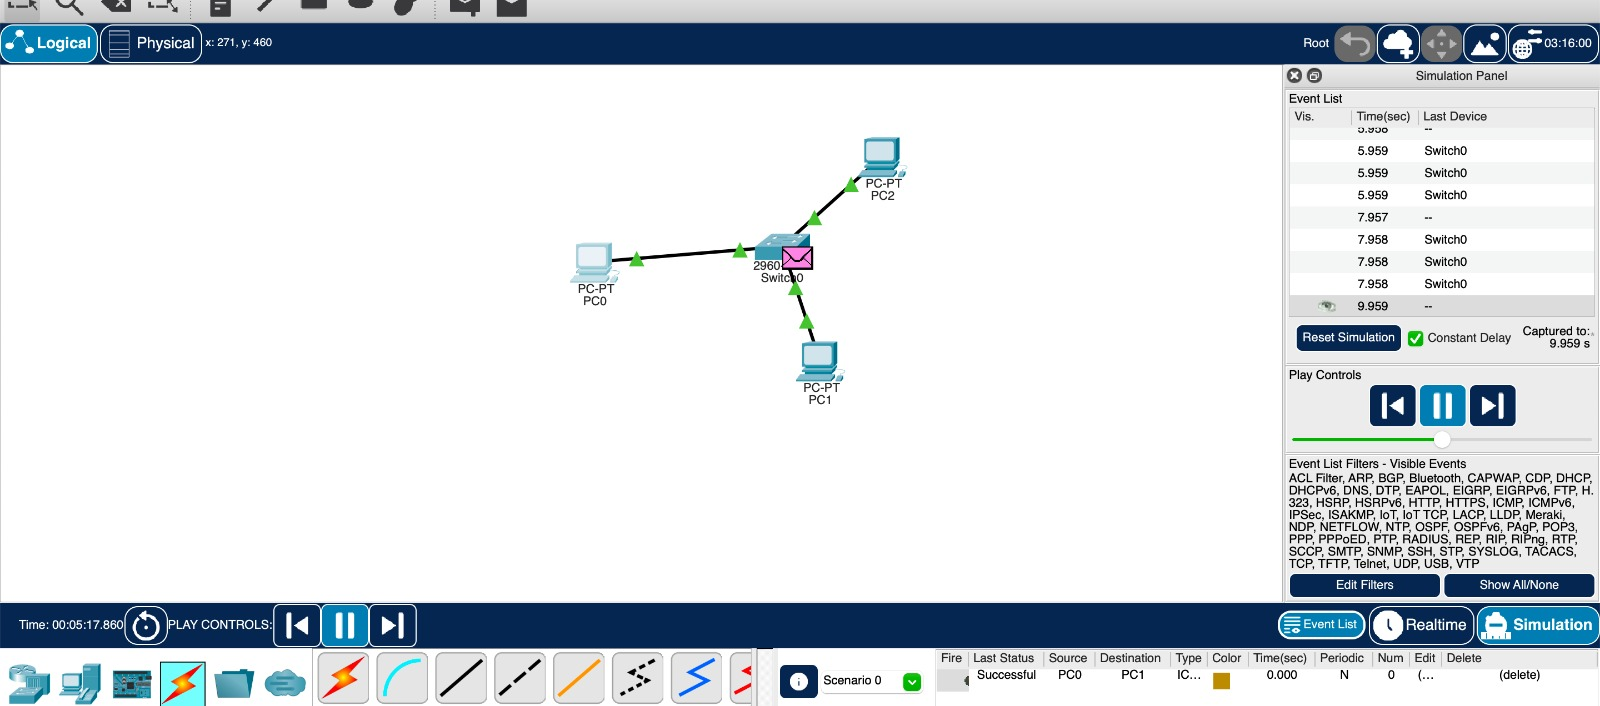 Logical
Physical
x: 271, y: 460
Root
03:16:00
Simulation Panel
Event List
Vis. Time(sec) Last Device
5.958 --
5.959 Switch0
5.959 Switch0
5.959 Switch0
7.957 --
7.958 Switch0
7.958 Switch0
7.958 Switch0
9.959 --
Reset Simulation
Constant Delay
Captured to:
9.959 s
Play Controls
Event List Filters - Visible Events
ACL Filter, ARP, BGP, Bluetooth, CAPWAP, CDP, DHCP,
DHCPv6, DNS, DTP, EAPOL, EIGRP, EIGRPv6, FTP, H.
323, HSRP, HSRPv6, HTTP, HTTPS, ICMP, ICMPv6,
IPSec, ISAKMP, IoT, IoT TCP, LACP, LLDP, Meraki,
NDP, NETFLOW, NTP, OSPF, OSPFv6, PAgP, POP3,
PPP, PPPoED, PTP, RADIUS, REP, RIP, RIPng, RTP,
SCCP, SMTP, SNMP, SSH, STP, SYSLOG, TACACS,
TCP, TFTP, Telnet, UDP, USB, VTP
Edit Filters
Show All/None
PC-PT
PC2
PC-PT
PC0
2960
Switch0
PC-PT
PC1
Time: 00:05:17.860
PLAY CONTROLS:
Event List
Realtime
Simulation
Scenario 0
Fire Last Status Source Destination Type Color Time(sec) Periodic Num Edit Delete
Successful PC0 PC1 IC... 0.000 N 0 (... (delete)